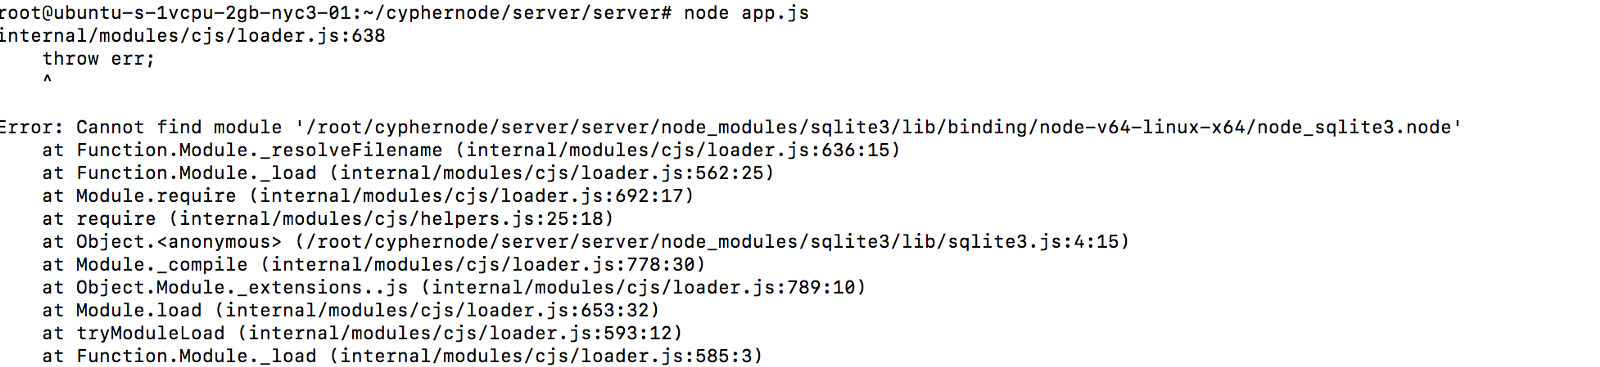 root@ubuntu-s-1vcpu-2gb-nyc3-01:~/cyphernode/server/server# node app.js
internal/modules/cjs/loader.js:638
    throw err;
    ^

Error: Cannot find module '/root/cyphernode/server/server/node_modules/sqlite3/lib/binding/node-v64-linux-x64/node_sqlite3.node'
    at Function.Module._resolveFilename (internal/modules/cjs/loader.js:636:15)
    at Function.Module._load (internal/modules/cjs/loader.js:562:25)
    at Module.require (internal/modules/cjs/loader.js:692:17)
    at require (internal/modules/cjs/helpers.js:25:18)
    at Object.<anonymous> (/root/cyphernode/server/server/node_modules/sqlite3/lib/sqlite3.js:4:15)
    at Module._compile (internal/modules/cjs/loader.js:778:30)
    at Object.Module._extensions..js (internal/modules/cjs/loader.js:789:10)
    at Module.load (internal/modules/cjs/loader.js:653:32)
    at tryModuleLoad (internal/modules/cjs/loader.js:593:12)
    at Function.Module._load (internal/modules/cjs/loader.js:585:3)